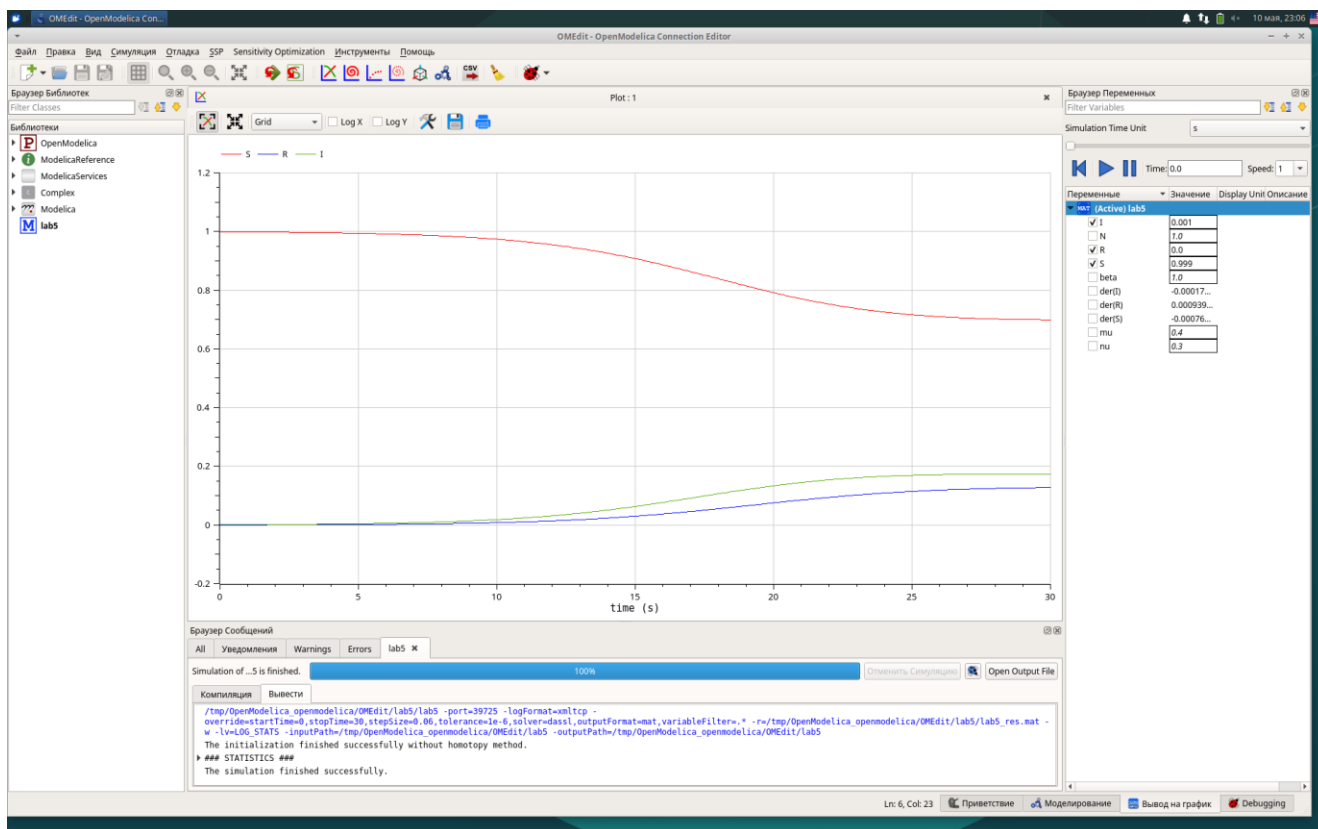 OMEdit - OpenModelica Con...
10 мая, 23:06
OMEdit - OpenModelica Connection Editor
Файл Правка Вид Симуляция Отладка SSP Sensitivity Optimization Инструменты Помощь
CSV
Браузер Библиотек
Filter Classes
Библиотеки
P OpenModelica
i ModelicaReference
ModelicaServices
Complex
Modelica
M lab5
Plot : 1
Grid Log X Log Y
S R I
1.2
1
0.8
0.6
0.4
0.2
0
-0.2
0 5 10 15 20 25 30
time (s)
Браузер Переменных
Filter Variables
Simulation Time Unit s
Time: 0.0 Speed: 1
Переменные Значение Display Unit Описание
MAT (Active) lab5
I 0.001
N 1.0
R 0.0
S 0.999
beta 1.0
der(I) -0.00017...
der(R) 0.000939...
der(S) -0.00076...
mu 0.4
nu 0.3
Браузер Сообщений
All Уведомления Warnings Errors lab5
Simulation of ...5 is finished. 100% Отменить Симуляцию Open Output File
Компиляция Вывести
/tmp/OpenModelica_openmodelica/OMEdit/lab5/lab5 -port=39725 -logFormat=xmltcp -
override=startTime=0,stopTime=30,stepSize=0.06,tolerance=1e-6,solver=dassl,outputFormat=mat,variableFilter=.* -r=/tmp/OpenModelica_openmodelica/OMEdit/lab5/lab5_res.mat -
w -lv=LOG_STATS -inputPath=/tmp/OpenModelica_openmodelica/OMEdit/lab5 -outputPath=/tmp/OpenModelica_openmodelica/OMEdit/lab5
The initialization finished successfully without homotopy method.
### STATISTICS ###
The simulation finished successfully.
Ln: 6, Col: 23 Приветствие Моделирование Вывод на график Debugging